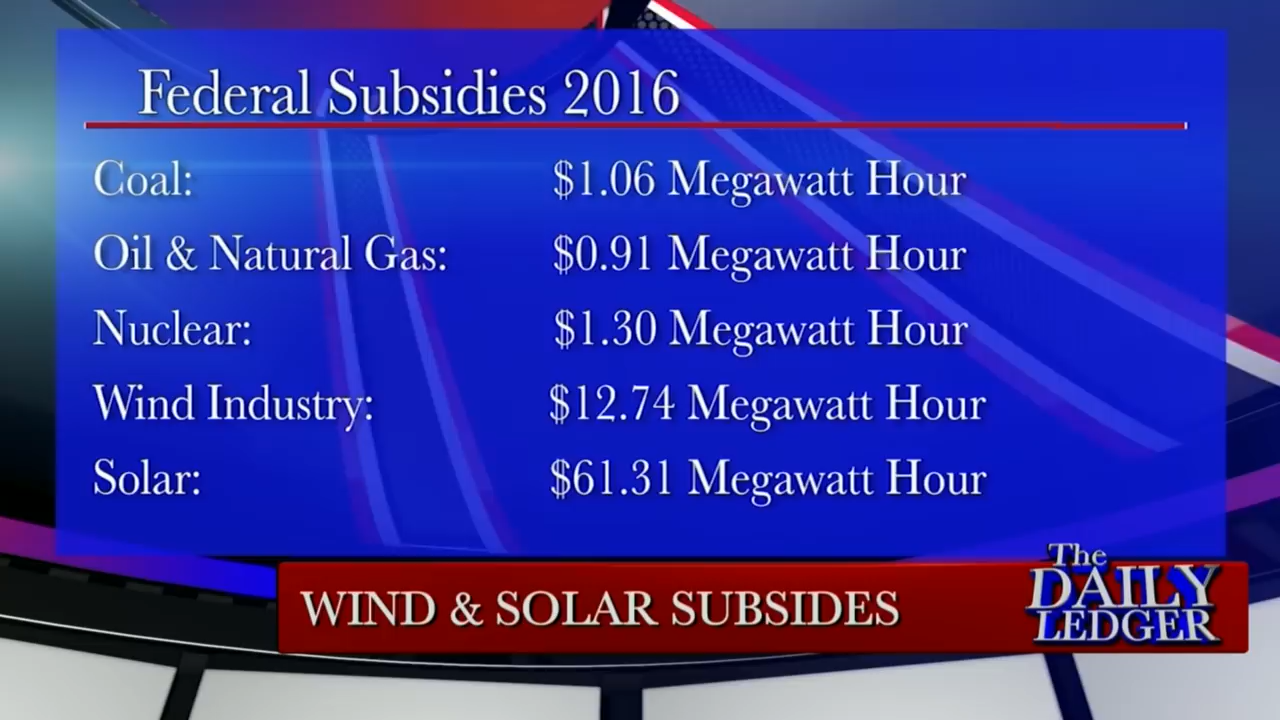 Federal Subsidies 2016
Coal: $1.06 Megawatt Hour
Oil & Natural Gas: $0.91 Megawatt Hour
Nuclear: $1.30 Megawatt Hour
Wind Industry: $12.74 Megawatt Hour
Solar: $61.31 Megawatt Hour
WIND & SOLAR SUBSIDES
The
DAILY
LEDGER